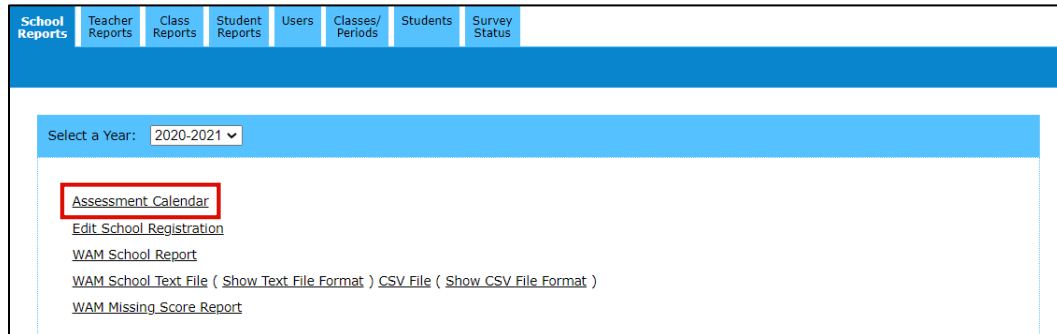 School Reports Teacher Reports Class Reports Student Reports Users Classes/ Periods Students Survey Status
Select a Year: 2020-2021
Assessment Calendar
Edit School Registration
WAM School Report
WAM School Text File ( Show Text File Format ) CSV File ( Show CSV File Format )
WAM Missing Score Report